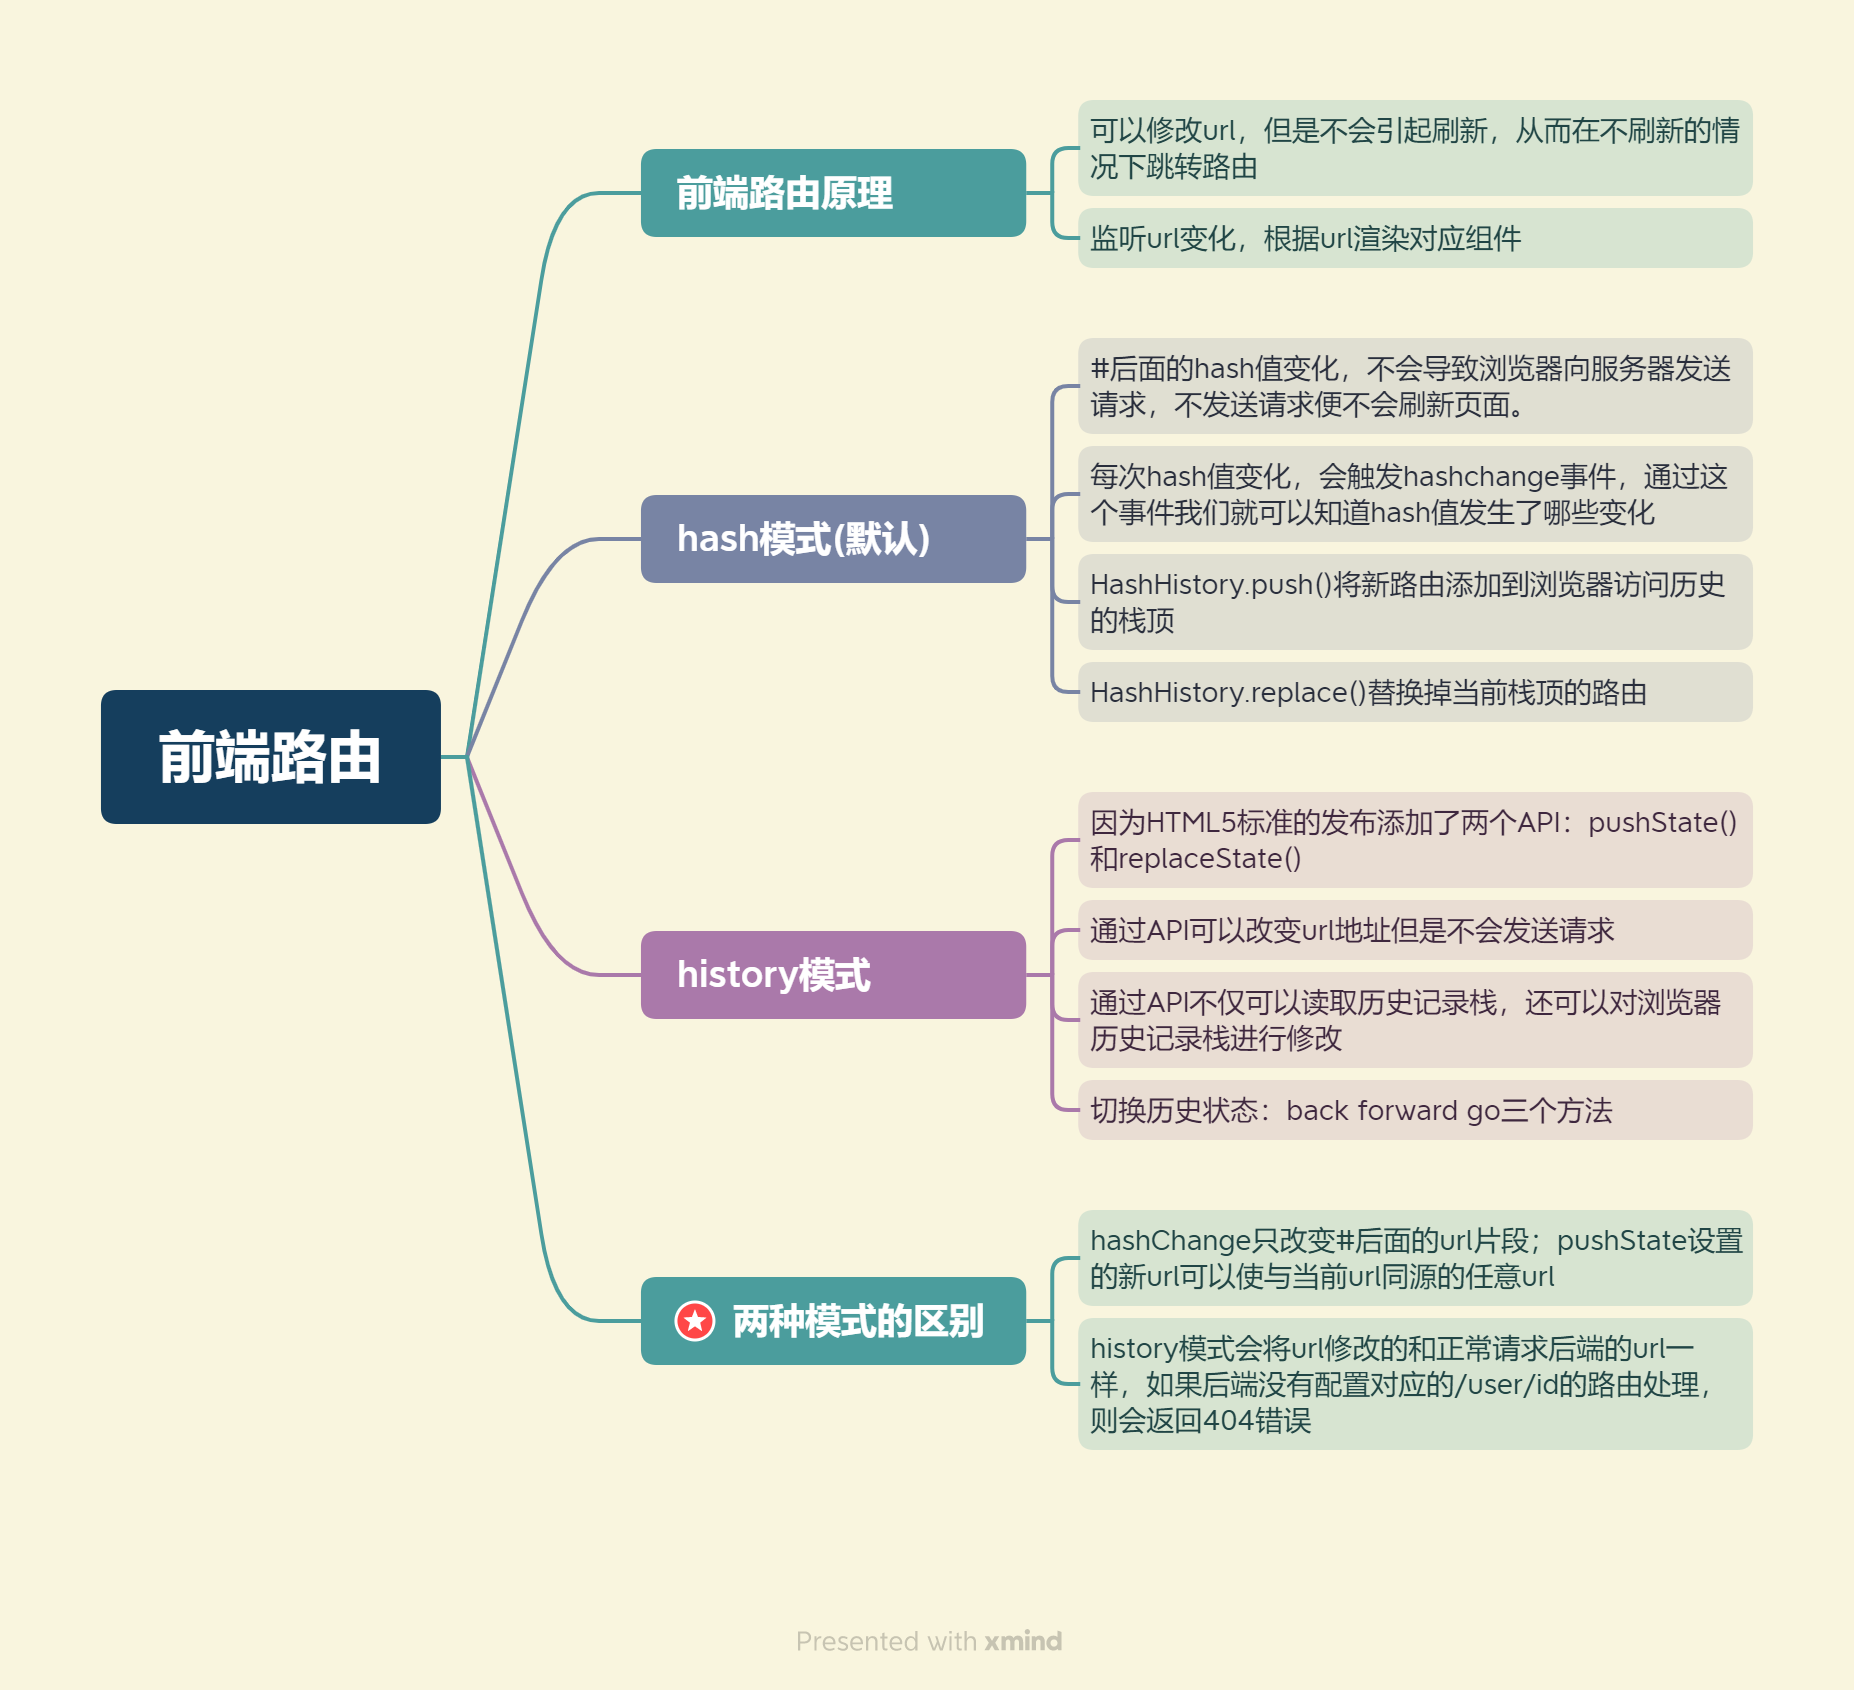 前端路由
前端路由原理
可以修改url，但是不会引起刷新，从而在不刷新的情
况下跳转路由
监听url变化，根据url渲染对应组件
hash模式(默认)
#后面的hash值变化，不会导致浏览器向服务器发送
请求，不发送请求便不会刷新页面。
每次hash值变化，会触发hashchange事件，通过这
个事件我们就可以知道hash值发生了哪些变化
HashHistory.push()将新路由添加到浏览器访问历史
的栈顶
HashHistory.replace()替换掉当前栈顶的路由
history模式
因为HTML5标准的发布添加了两个API：pushState()
和replaceState()
通过API可以改变url地址但是不会发送请求
通过API不仅可以读取历史记录栈，还可以对浏览器
历史记录栈进行修改
切换历史状态：back forward go三个方法
两种模式的区别
hashChange只改变#后面的url片段；pushState设置
的新url可以使与当前url同源的任意url
history模式会将url修改的和正常请求后端的url一
样，如果后端没有配置对应的/user/id的路由处理，
则会返回404错误
Presented with xmind